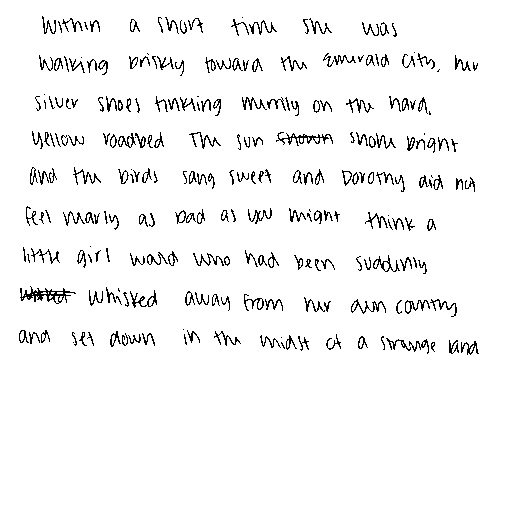 Within a short time she was
walking briskly toward the Emerald City, her
silver shoes tinkling merrily on the hard,
yellow roadbed The sun shone bright
and the birds sang sweet and Dorothy did not
feel nearly as bad as you might think a
little girl would who had been suddenly
whisked away from her own country
and set down in the midst of a strange land